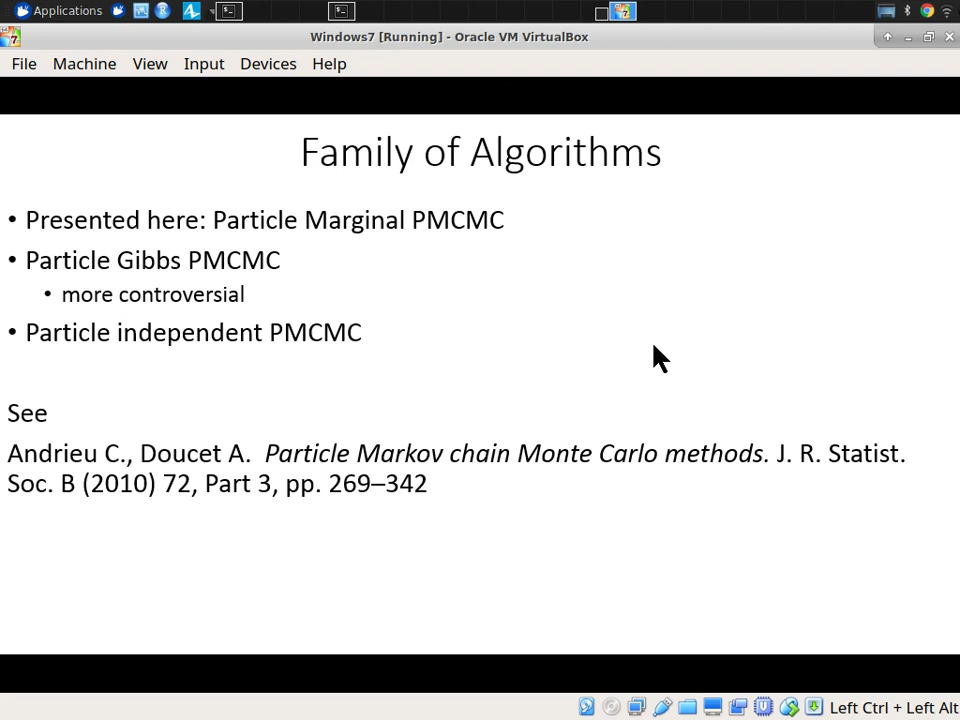 Applications
Windows7 [Running] - Oracle VM VirtualBox
File Machine View Input Devices Help
Family of Algorithms
• Presented here: Particle Marginal PMCMC
• Particle Gibbs PMCMC
• more controversial
• Particle independent PMCMC
See
Andrieu C., Doucet A. Particle Markov chain Monte Carlo methods. J. R. Statist.
Soc. B (2010) 72, Part 3, pp. 269–342
Left Ctrl + Left Alt